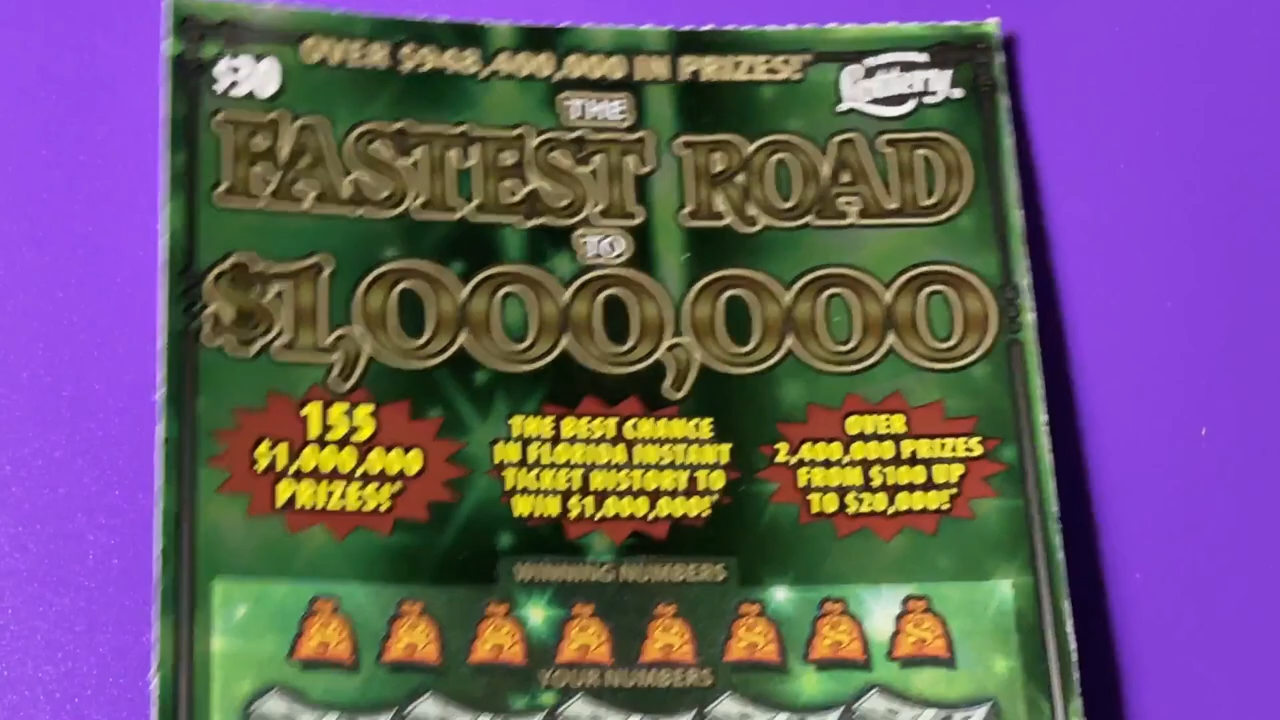 OVER $948,400,000 IN PRIZES!*
$30
Lottery
THE
FASTEST ROAD
TO
$1,000,000
155
$1,000,000
PRIZES!*
THE BEST CHANCE
IN FLORIDA INSTANT
TICKET HISTORY TO
WIN $1,000,000!*
OVER
2,400,000 PRIZES
FROM $100 UP
TO $20,000!*
WINNING NUMBERS
YOUR NUMBERS